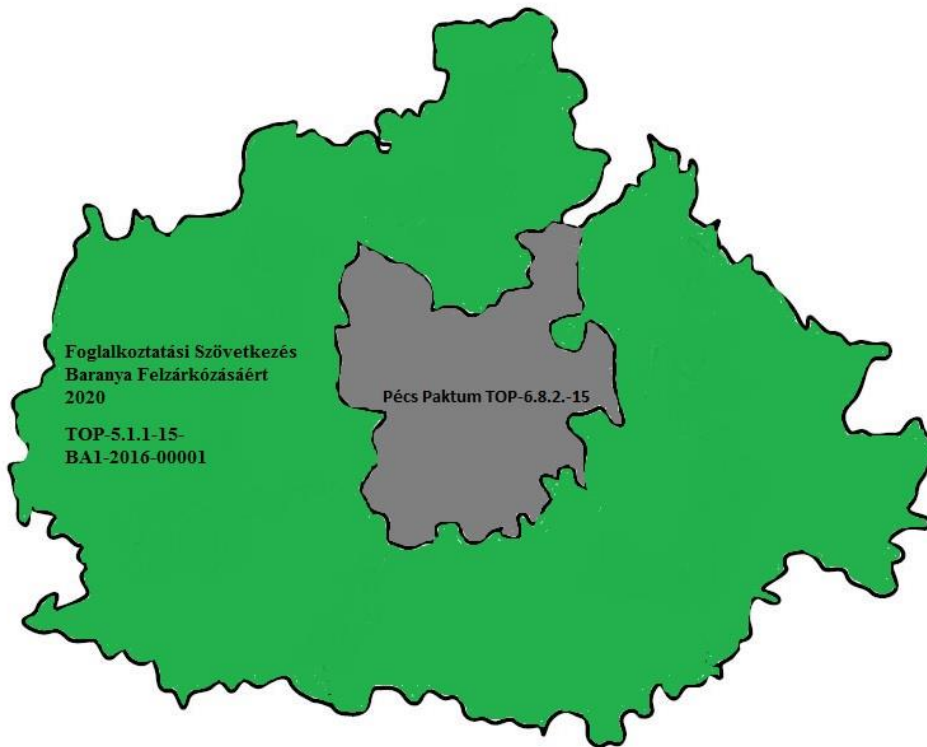 Foglalkoztatási Szövetkezés
Baranya Felzárkózásáért
2020
TOP-5.1.1-15-
BA1-2016-00001
Pécs Paktum TOP-6.8.2.-15